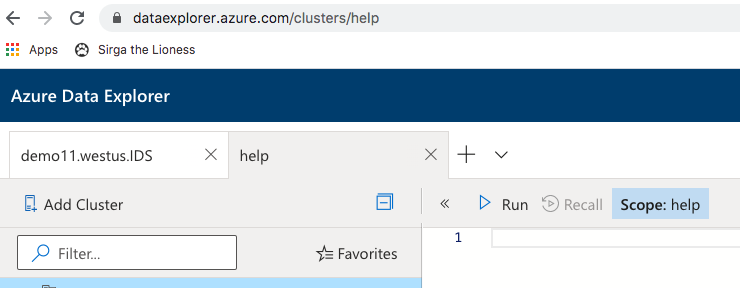 dataexplorer.azure.com/clusters/help
Apps Sirga the Lioness
Azure Data Explorer
demo11.westus.IDS help
Add Cluster Run Recall Scope: help
Filter... Favorites 1